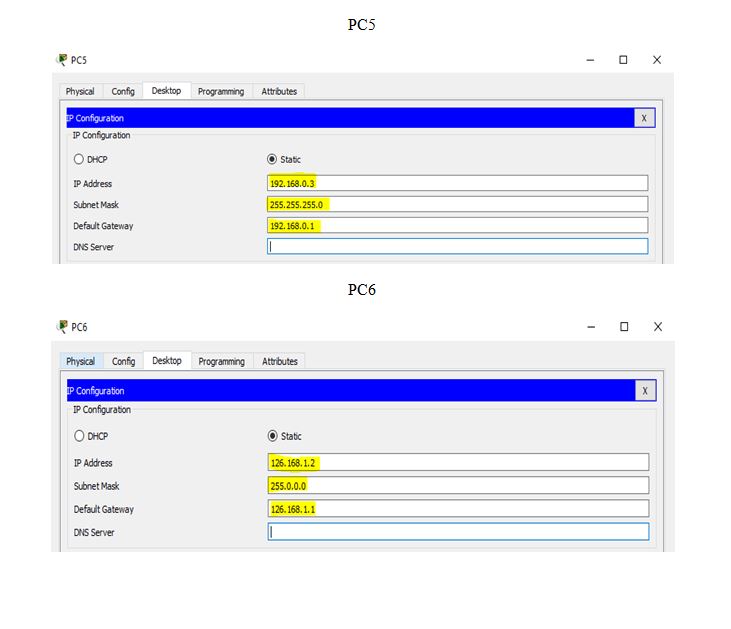 PC5
PC5
Physical Config Desktop Programming Attributes
IP Configuration X
IP Configuration
DHCP Static
IP Address 192.168.0.3
Subnet Mask 255.255.255.0
Default Gateway 192.168.0.1
DNS Server
PC6
PC6
Physical Config Desktop Programming Attributes
IP Configuration X
IP Configuration
DHCP Static
IP Address 126.168.1.2
Subnet Mask 255.0.0.0
Default Gateway 126.168.1.1
DNS Server